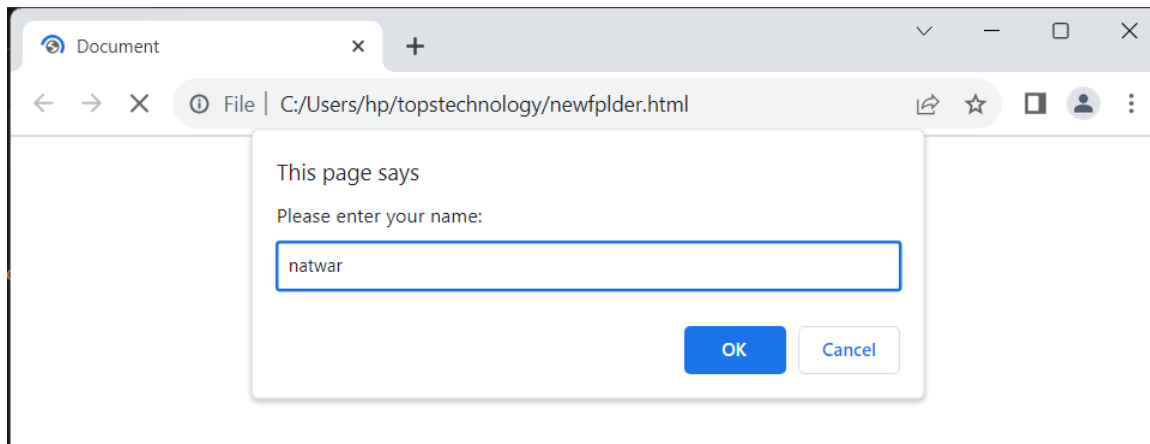 Document
File C:/Users/hp/topstechnology/newfplder.html
This page says
Please enter your name:
natwar
OK Cancel